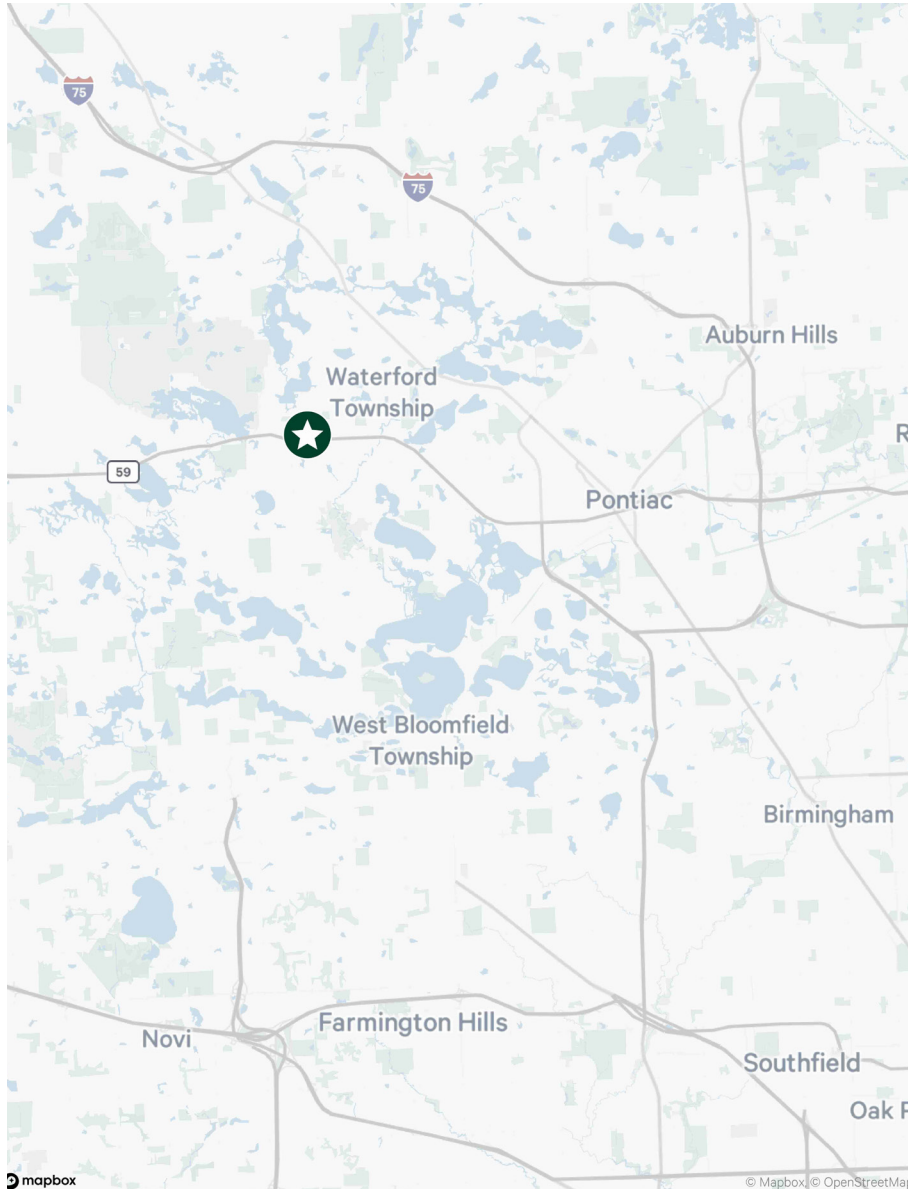 75
75
Auburn Hills
Waterford
Township
R
59
Pontiac
West Bloomfield
Township
Birmingham
Farmington Hills
Novi
Southfield
Oak F
mapbox
© Mapbox, © OpenStreetMap